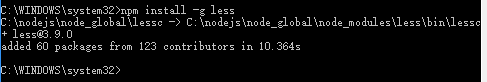 C:\WINDOWS\system32>npm install -g less
C:\nodejs\node_global\lessc -> C:\nodejs\node_global\node_modules\less\bin\lessc
+ less@3.9.0
added 60 packages from 123 contributors in 10.364s
C:\WINDOWS\system32>